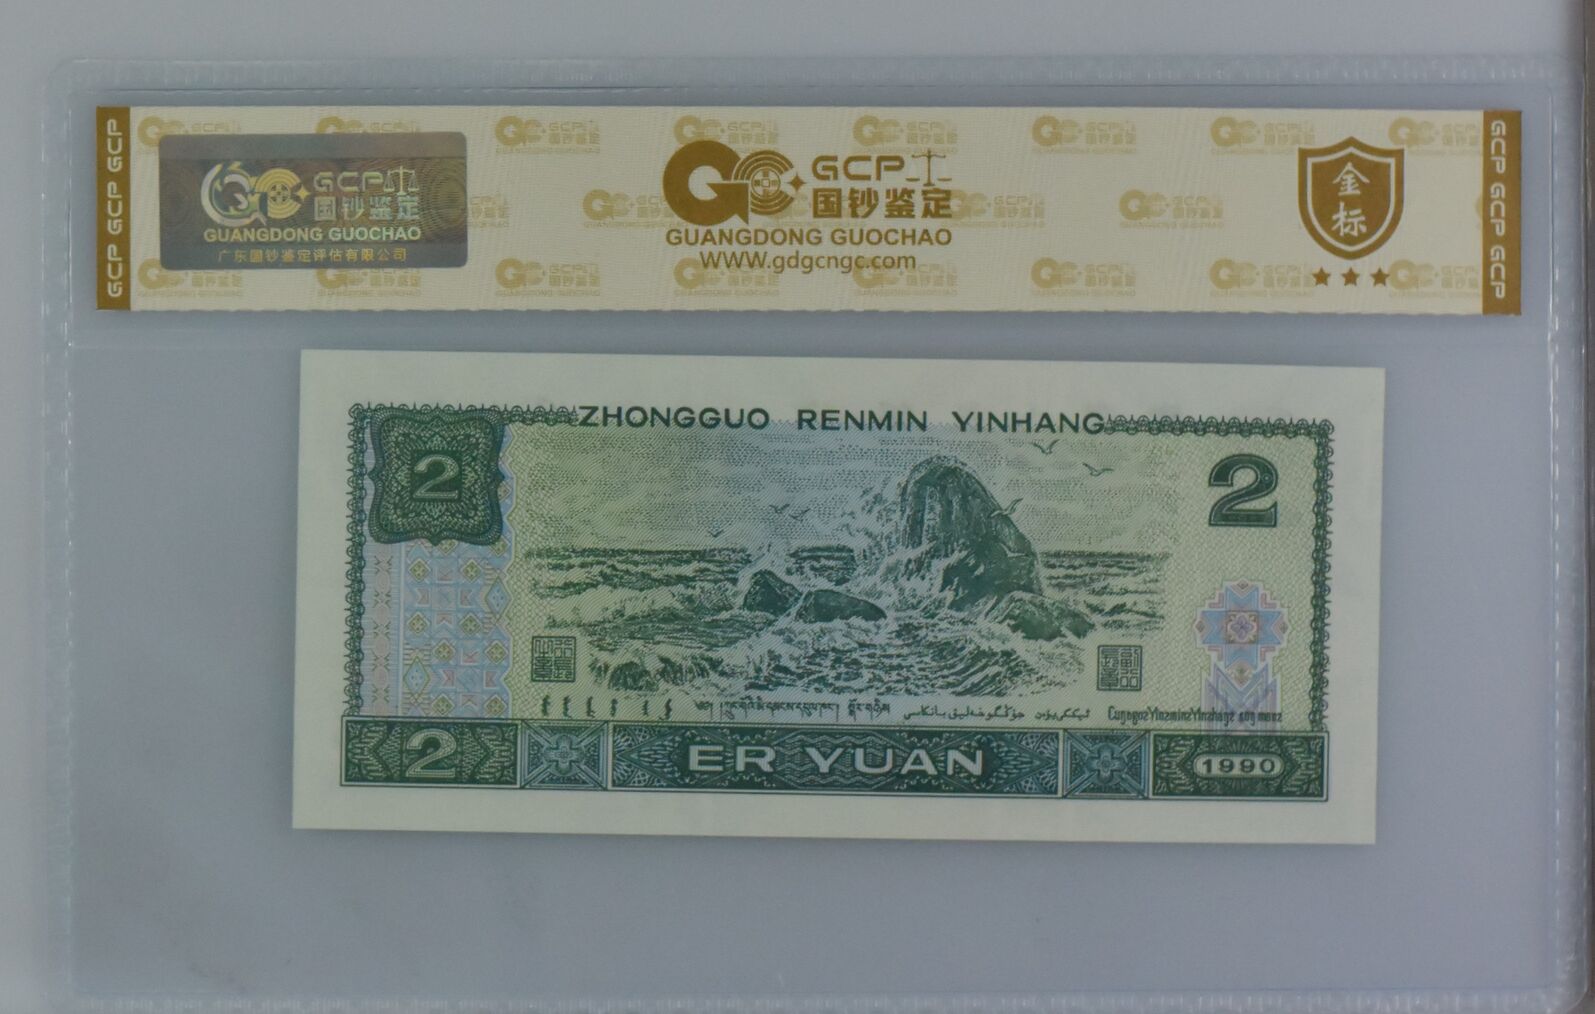 GCP GCP GCP
GCP
国钞鉴定
GUANGDONG GUOCHAO
广东国钞鉴定评估有限公司
GCP
国钞鉴定
GUANGDONG GUOCHAO
WWW.gdgcngc.com
金标
GCP GCP GCP
ZHONGGUO RENMIN YINHANG
2
2
2
ER YUAN
1990